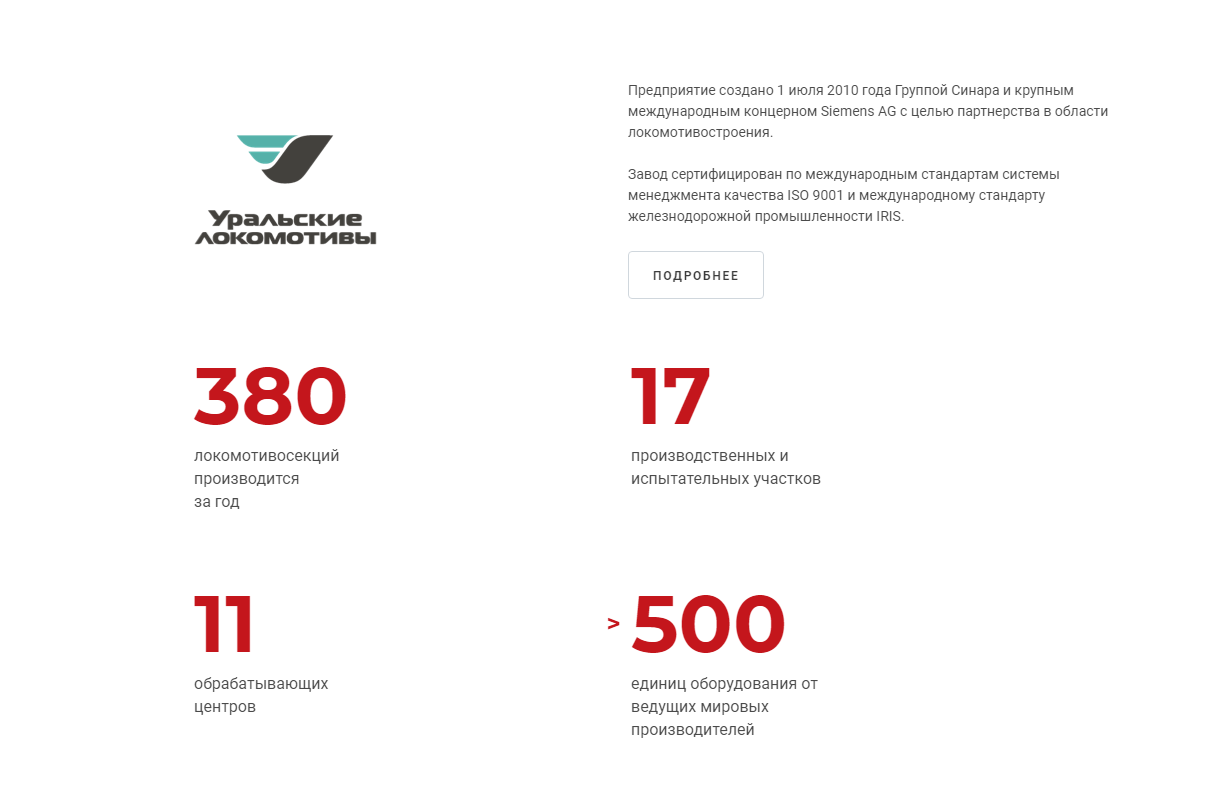 Уральские
локомотивы
Предприятие создано 1 июля 2010 года Группой Синара и крупным
международным концерном Siemens AG с целью партнерства в области
локомотивостроения.
Завод сертифицирован по международным стандартам системы
менеджмента качества ISO 9001 и международному стандарту
железнодорожной промышленности IRIS.
ПОДРОБНЕЕ
380
локомотивосекций
производится
за год
17
производственных и
испытательных участков
11
обрабатывающих
центров
> 500
единиц оборудования от
ведущих мировых
производителей